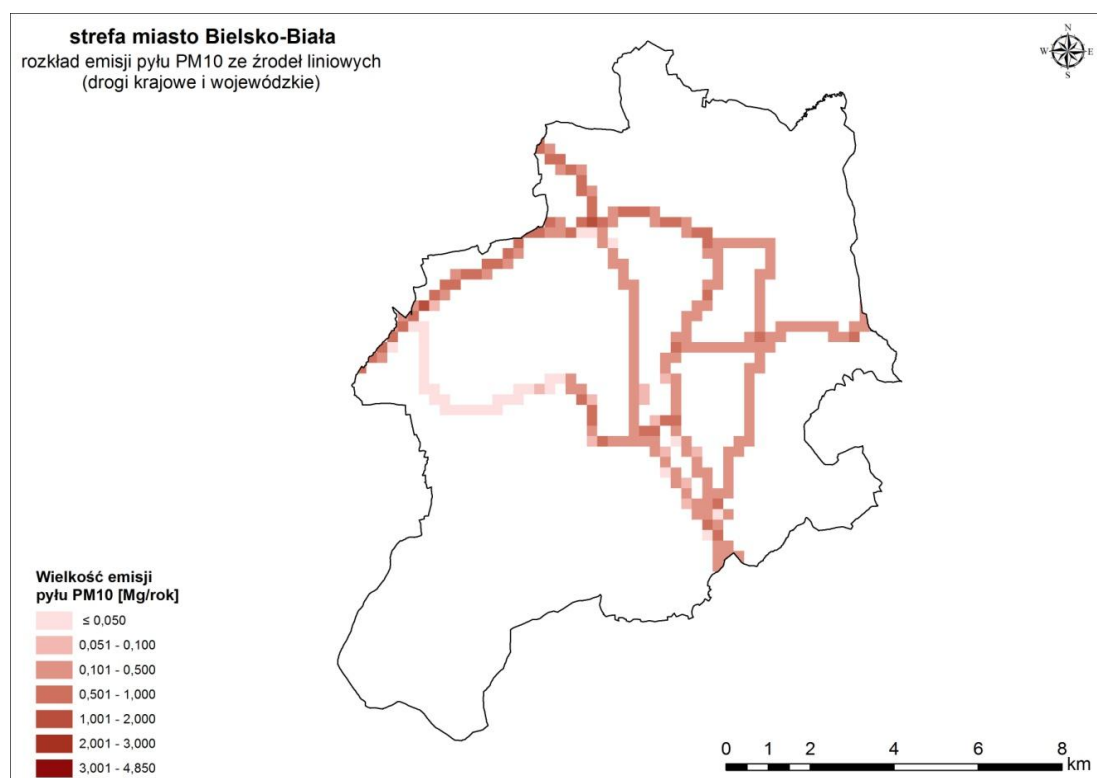 strefa miasto Bielsko-Biała
rozkład emisji pyłu PM10 ze źrodeł liniowych
(drogi krajowe i wojewódzkie)
N
W E
S
Wielkość emisji
pyłu PM10 [Mg/rok]
≤ 0,050
0,051 - 0,100
0,101 - 0,500
0,501 - 1,000
1,001 - 2,000
2,001 - 3,000
3,001 - 4,850
0 1 2 4 6 8
km